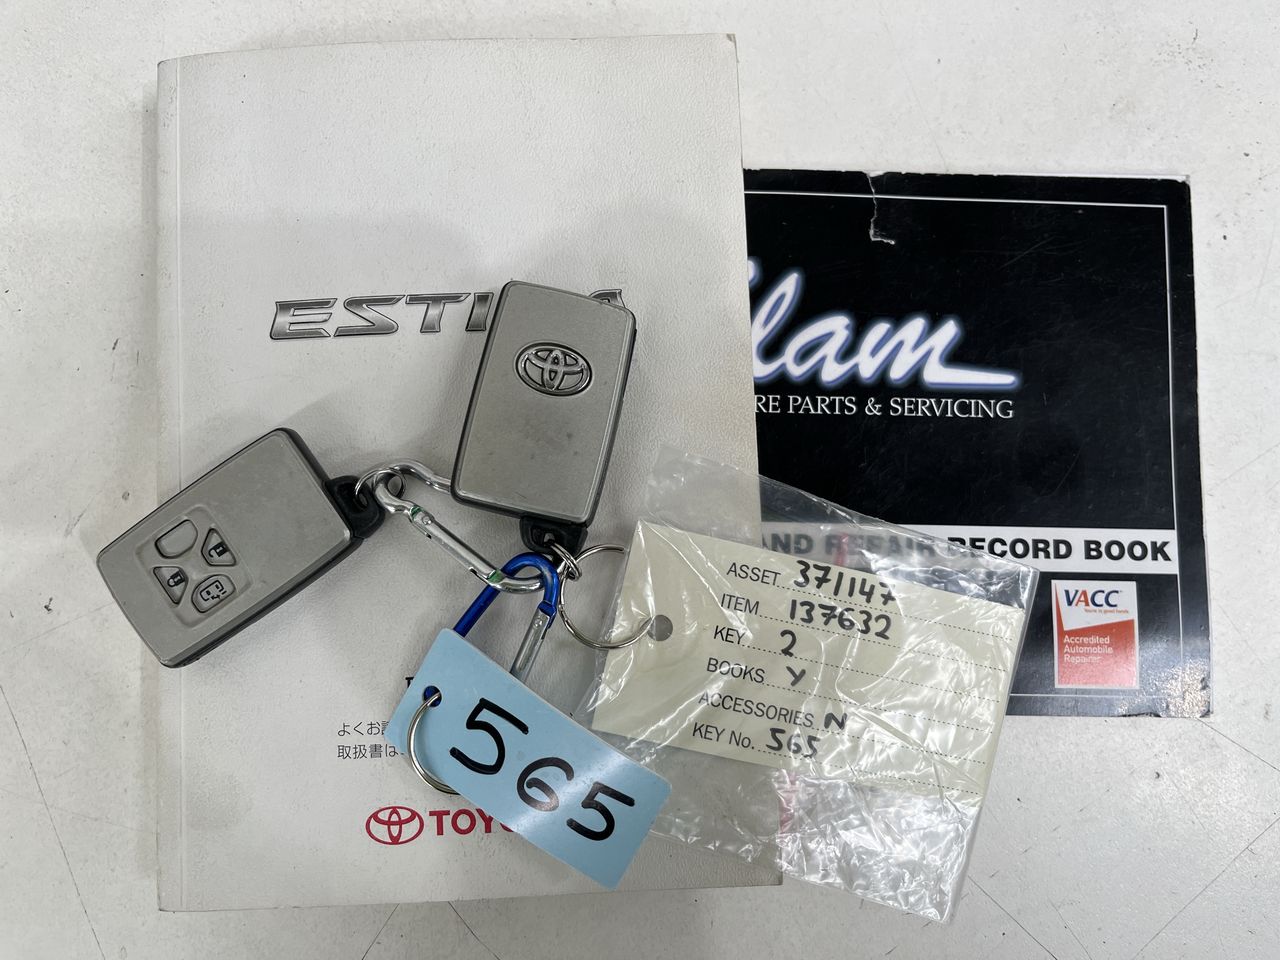 ESTI
lam
RE PARTS & SERVICING
AND REPAIR RECORD BOOK
VACC
Accredited
Automobile
Repairer
ASSET 371147
ITEM 137632
KEY 2
BOOKS Y
ACCESSORIES N
KEY No. 565
565
よくお
取扱書は
TOYO